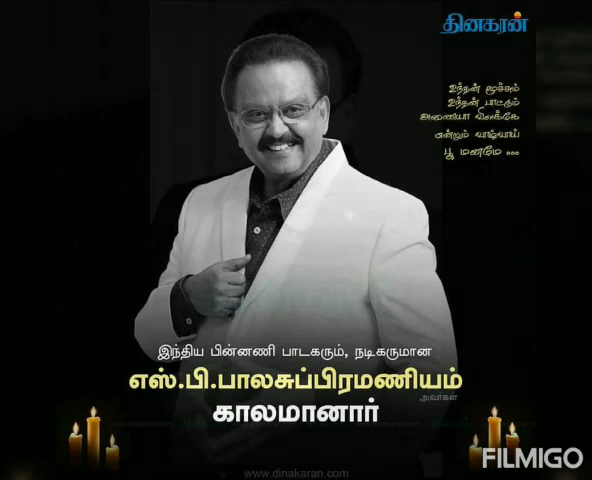 தினகரன்
உந்தன் மூச்சும்
உந்தன் பாட்டும்
அணையா விளக்கே
என்றும் வாழ்வாய்
பூ மனமே ...
இந்திய பின்னணி பாடகரும், நடிகருமான
எஸ்.பி.பாலசுப்பிரமணியம்
அவர்கள்
காலமானார்
FILMIGO
www.dinakaran.com